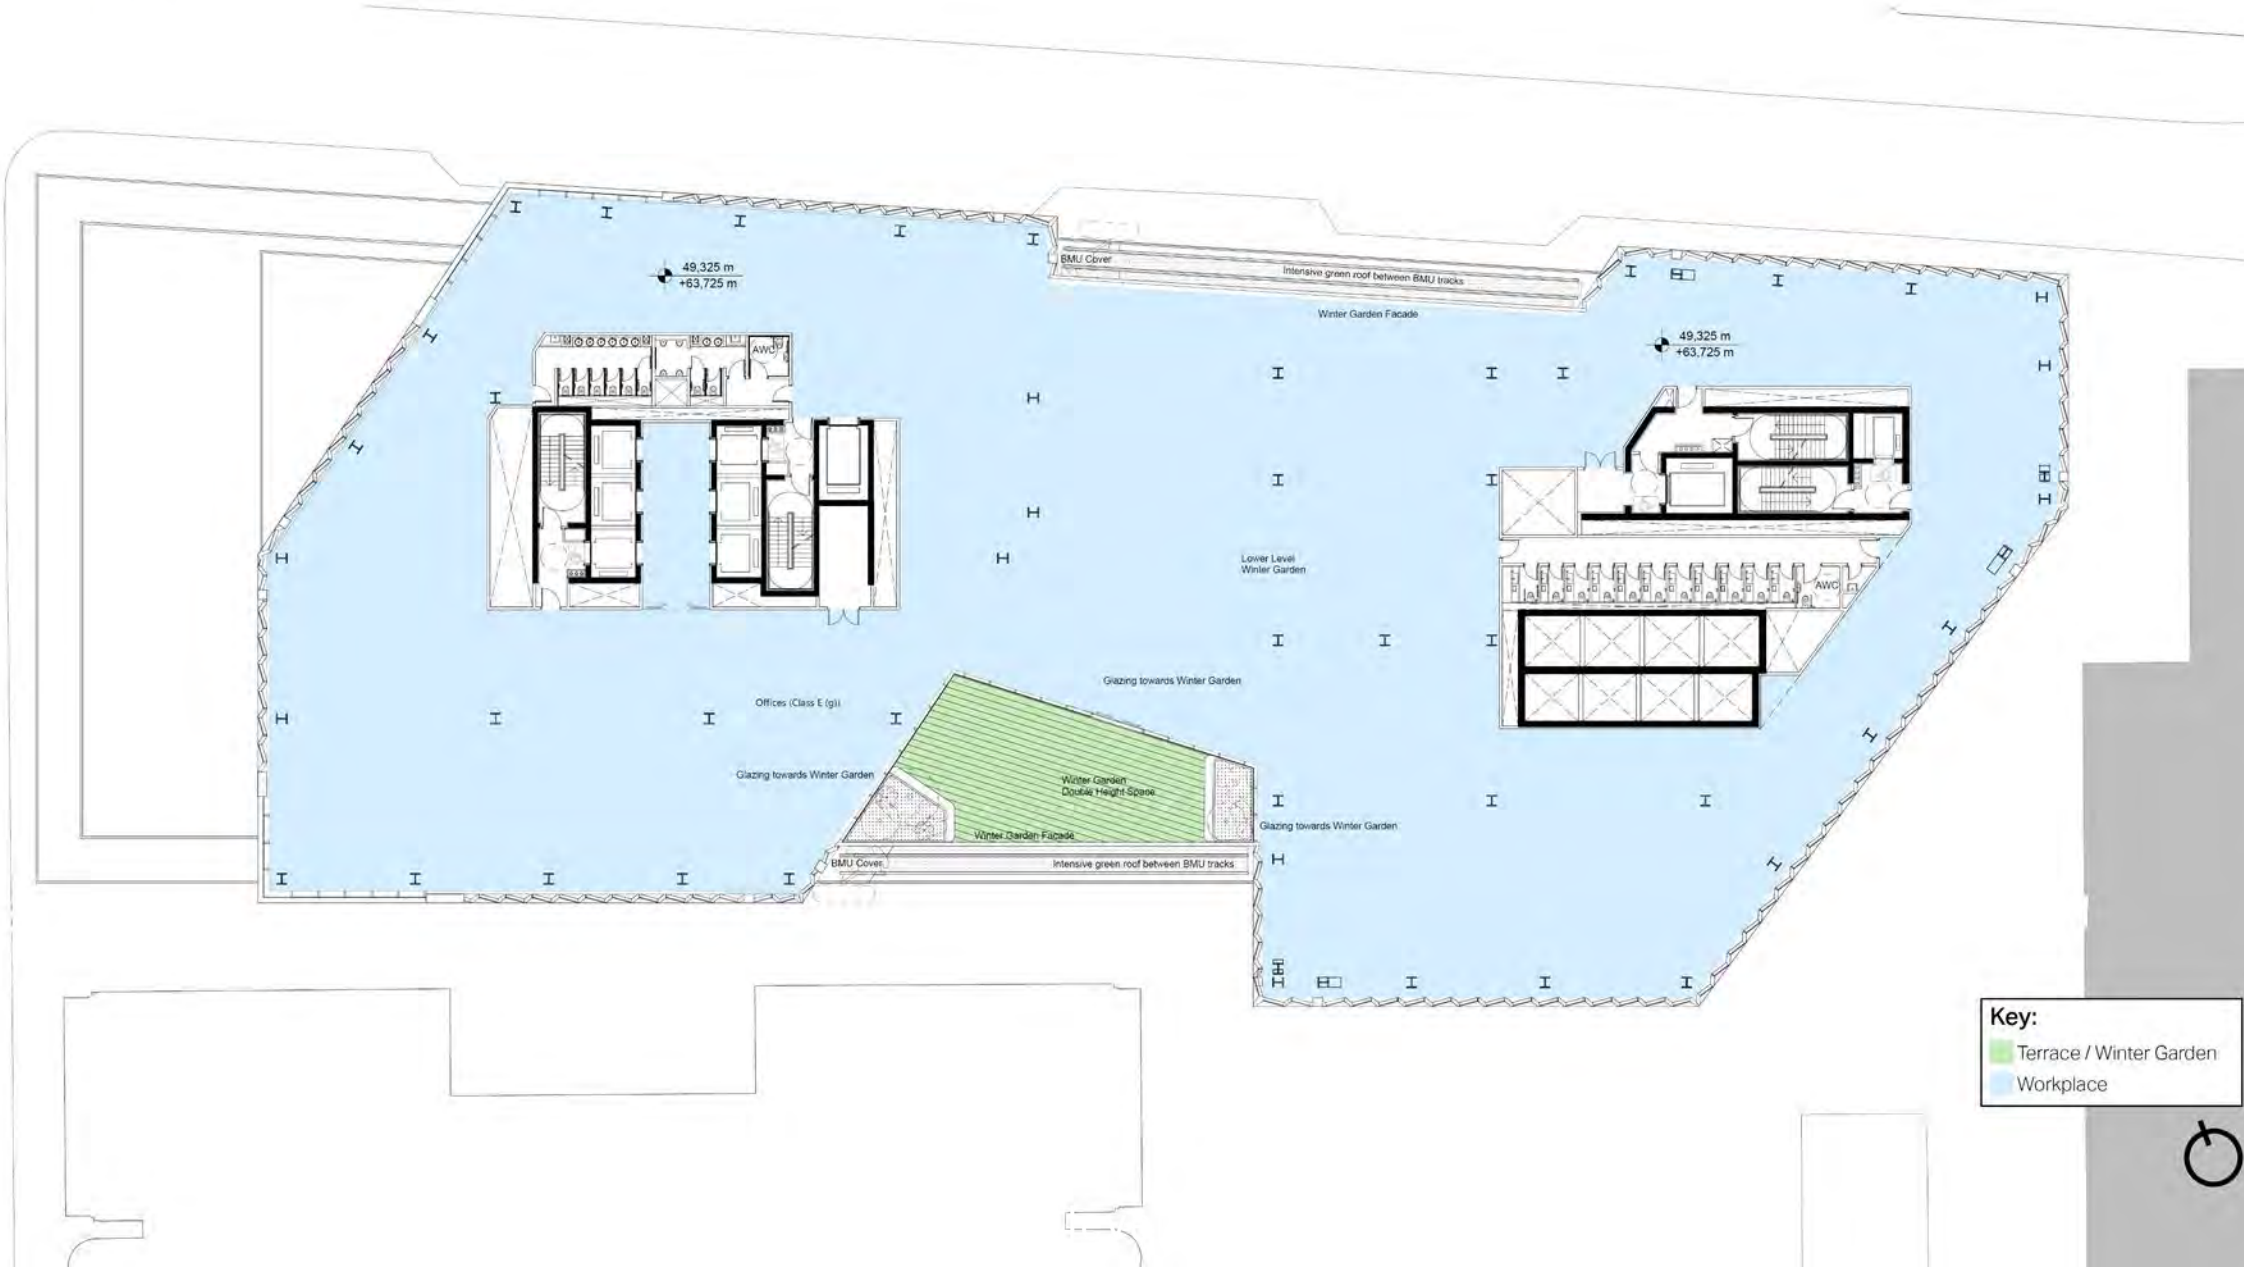 49,325 m
+63,725 m
BMU Cover
Intensive green roof between BMU tracks
Winter Garden Facade
49,325 m
+63,725 m
AWC
Lower Level
Winter Garden
AWC
Glazing towards Winter Garden
Offices (Class E (g))
Glazing towards Winter Garden
Winter Garden
Double Height Space
Glazing towards Winter Garden
Winter Garden Facade
BMU Cover
Intensive green roof between BMU tracks
Key:
Terrace / Winter Garden
Workplace